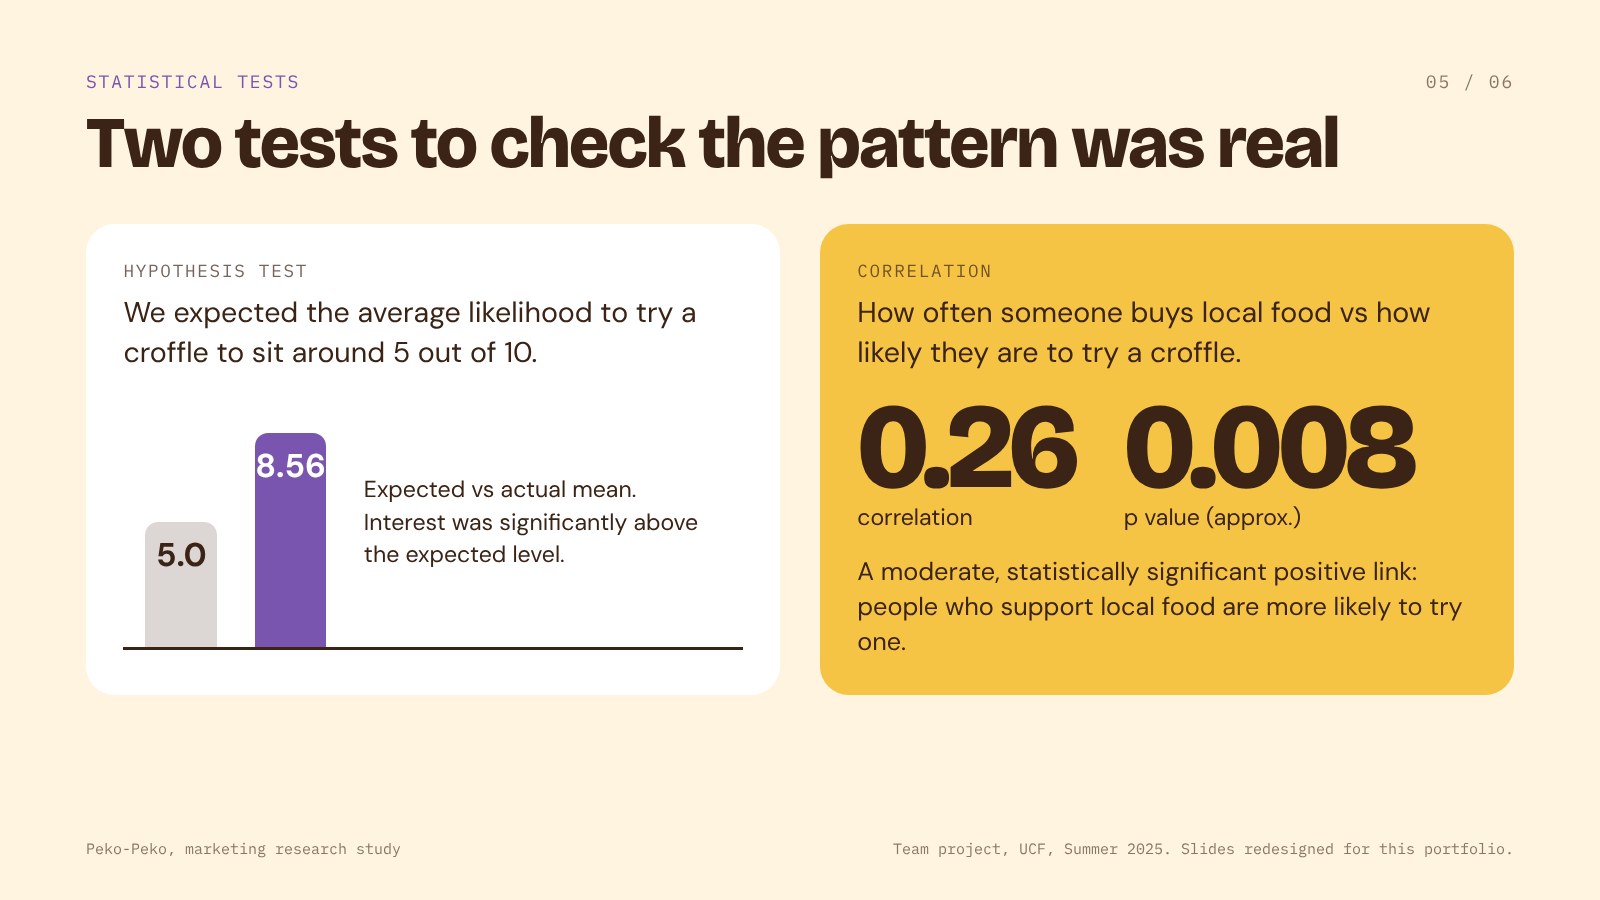 STATISTICAL TESTS
05 / 06
Two tests to check the pattern was real
HYPOTHESIS TEST
We expected the average likelihood to try a
croffle to sit around 5 out of 10.
5.0
8.56
Expected vs actual mean.
Interest was significantly above
the expected level.
CORRELATION
How often someone buys local food vs how
likely they are to try a croffle.
0.26
correlation
0.008
p value (approx.)
A moderate, statistically significant positive link:
people who support local food are more likely to try
one.
Peko-Peko, marketing research study
Team project, UCF, Summer 2025. Slides redesigned for this portfolio.